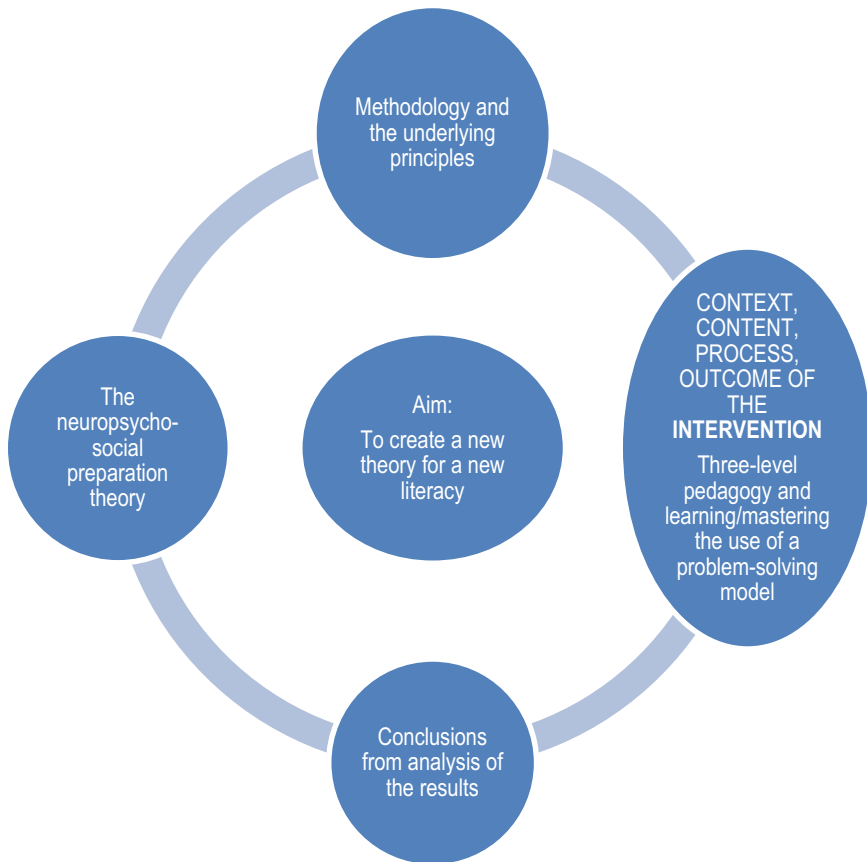 Methodology and
the underlying
principles
CONTEXT,
CONTENT,
PROCESS,
OUTCOME OF
THE
INTERVENTION
Three-level
pedagogy and
learning/mastering
the use of a
problem-solving
model
The
neuropsycho-
social
preparation
theory
Aim:
To create a new
theory for a new
literacy
Conclusions
from analysis of
the results